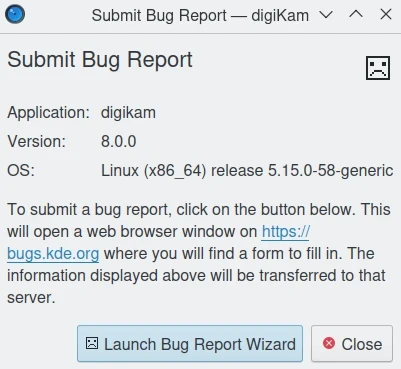 Submit Bug Report — digiKam
Submit Bug Report
Application: digikam
Version: 8.0.0
OS: Linux (x86_64) release 5.15.0-58-generic
To submit a bug report, click on the button below. This
will open a web browser window on https://
bugs.kde.org where you will find a form to fill in. The
information displayed above will be transferred to that
server.
Launch Bug Report Wizard
Close